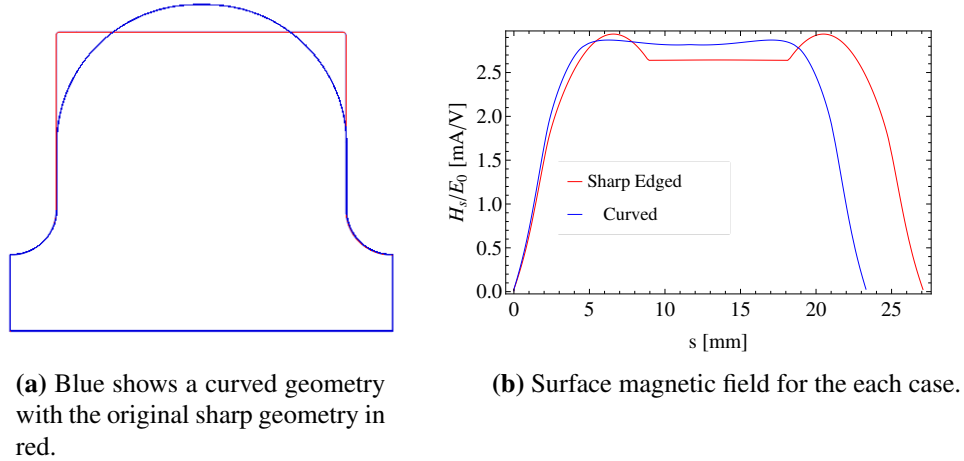 H_s/E_0 [mA/V]
2.5
2.0
1.5
1.0
0.5
0.0
Sharp Edged
Curved
0 5 10 15 20 25
s [mm]
(a) Blue shows a curved geometry
with the original sharp geometry in
red.
(b) Surface magnetic field for the each case.